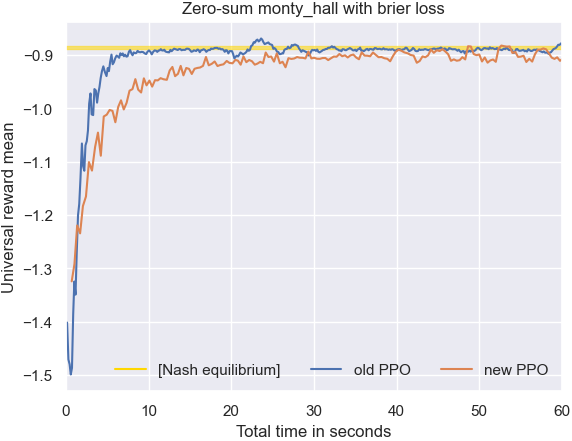 Zero-sum monty_hall with brier loss
Universal reward mean
−0.9
−1.0
−1.1
−1.2
−1.3
−1.4
−1.5
[Nash equilibrium] old PPO new PPO
0 10 20 30 40 50 60
Total time in seconds